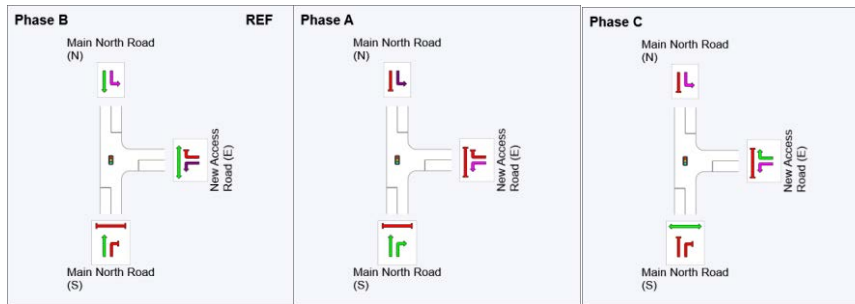 Phase B REF
Main North Road
(N)
New Access
Road (E)
Main North Road
(S)
Phase A
Main North Road
(N)
New Access
Road (E)
Main North Road
(S)
Phase C
Main North Road
(N)
New Access
Road (E)
Main North Road
(S)